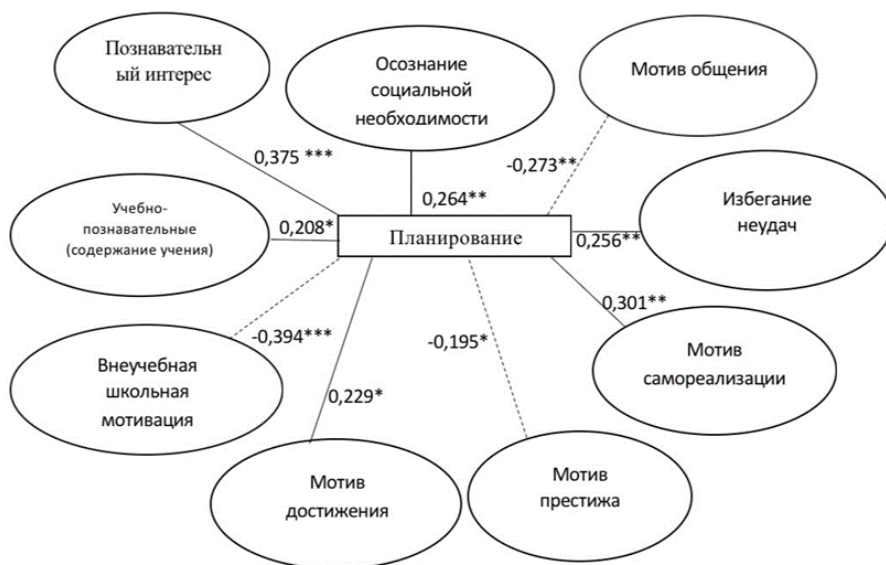 Познавательн
ый интерес
Осознание
социальной
необходимости
Мотив общения
0,375 ***
0,264**
-0,273**
Учебно-
познавательные
(содержание учения)
0,208*
Планирование
0,256**
Избегание
неудач
-0,394***
0,301**
Внеучебная
школьная
мотивация
0,229*
-0,195*
Мотив
самореализации
Мотив
достижения
Мотив
престижа